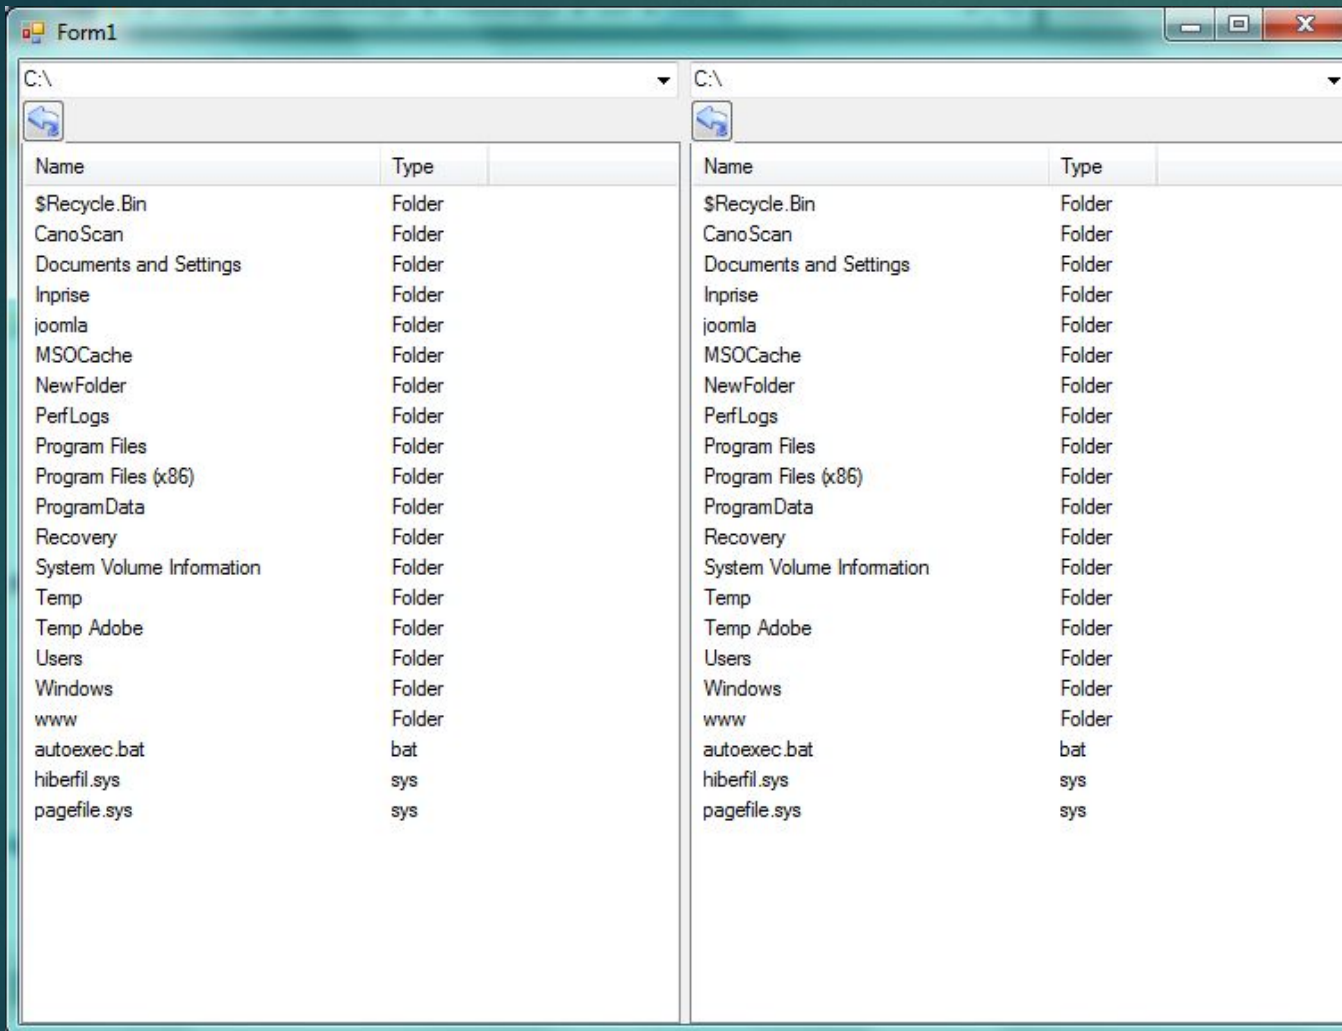 Form1
C:\ C:\
Name Type Name Type
$Recycle.Bin Folder $Recycle.Bin Folder
CanoScan Folder CanoScan Folder
Documents and Settings Folder Documents and Settings Folder
Inprise Folder Inprise Folder
joomla Folder joomla Folder
MSOCache Folder MSOCache Folder
NewFolder Folder NewFolder Folder
PerfLogs Folder PerfLogs Folder
Program Files Folder Program Files Folder
Program Files (x86) Folder Program Files (x86) Folder
ProgramData Folder ProgramData Folder
Recovery Folder Recovery Folder
System Volume Information Folder System Volume Information Folder
Temp Folder Temp Folder
Temp Adobe Folder Temp Adobe Folder
Users Folder Users Folder
Windows Folder Windows Folder
www Folder www Folder
autoexec.bat bat autoexec.bat bat
hiberfil.sys sys hiberfil.sys sys
pagefile.sys sys pagefile.sys sys